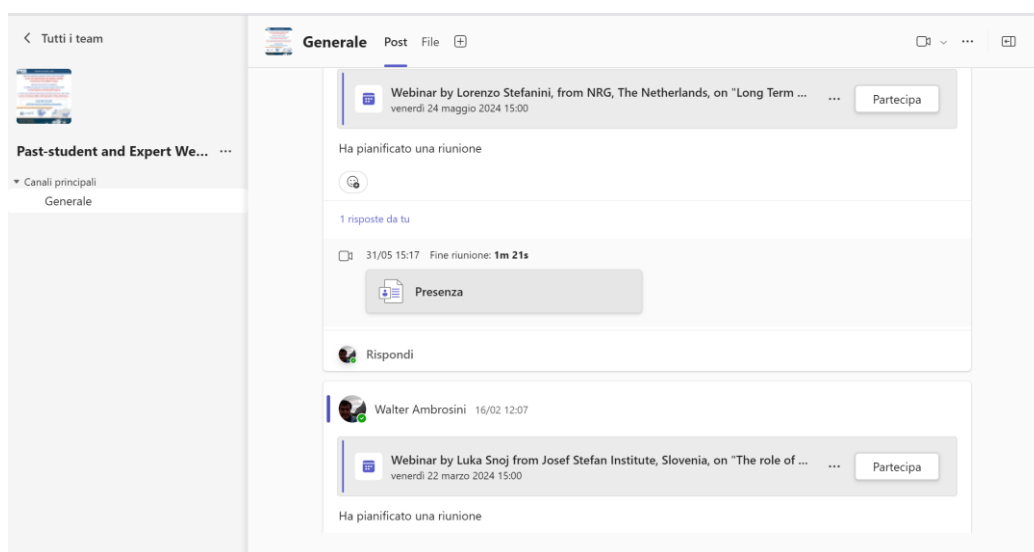 Tutti i team
Past-student and Expert We... ...
Canali principali
Generale
Generale Post File
Webinar by Lorenzo Stefanini, from NRG, The Netherlands, on "Long Term ... ... Partecipa
venerdì 24 maggio 2024 15:00
Ha pianificato una riunione
1 risposte da tu
31/05 15:17 Fine riunione: 1m 21s
Presenza
Rispondi
Walter Ambrosini 16/02 12:07
Webinar by Luka Snoj from Josef Stefan Institute, Slovenia, on "The role of ... ... Partecipa
venerdì 22 marzo 2024 15:00
Ha pianificato una riunione